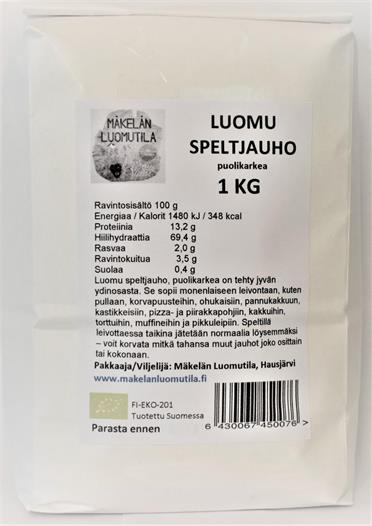 MÄKELÄN
LUOMUTILA
LUOMU
SPELTJAUHO
puolikarkea
1 KG
Ravintosisältö 100 g
Energiaa / Kalorit 1480 kJ / 348 kcal
Proteiinia 13,2 g
Hiilihydraattia 69,4 g
Rasvaa 2,0 g
Ravintokuitua 3,5 g
Suolaa 0,4 g
Luomu speltjauho, puolikarkea on tehty jyvän
ydinosasta. Se sopii monenlaiseen leivontaan, kuten
pullaan, korvapuusteihin, ohukaisiin, pannukakkuun,
kastikkeisiin, pizza- ja piirakkapohjiin, kakkuihin,
torttuihin, muffineihin ja pikkuleipiin. Speltillä
leivottaessa taikina jätetään normaalia löysemmäksi
– voit korvata mitkä tahansa muut jauhot joko osittain
tai kokonaan.
Pakkaaja/Viljelijä: Mäkelän Luomutila, Hausjärvi
www.makelanluomutila.fi
FI-EKO-201
Tuotettu Suomessa
Parasta ennen
6 430067 450076 >